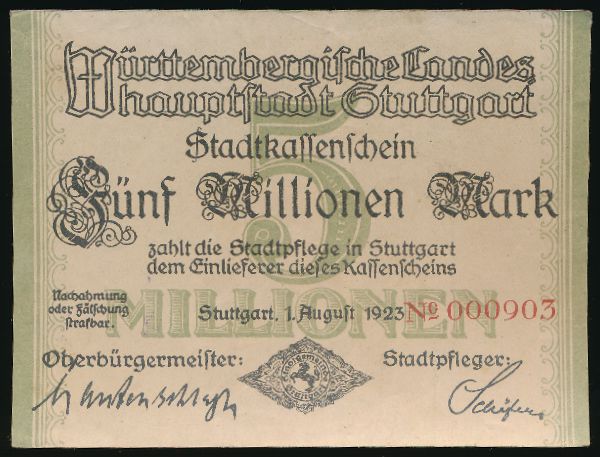 Württembergische Landes,
hauptstadt Stuttgart
Stadtkassenschein
5
Fünf Millionen Mark
zahlt die Stadtpflege in Stuttgart
dem Einlieferer dieses Kassenscheins
MILLIONEN
Nachahmung
oder Fälschung
strafbar.
Stuttgart, 1. August 1923
No 000903
Oberbürgermeister:
Stadtpfleger: